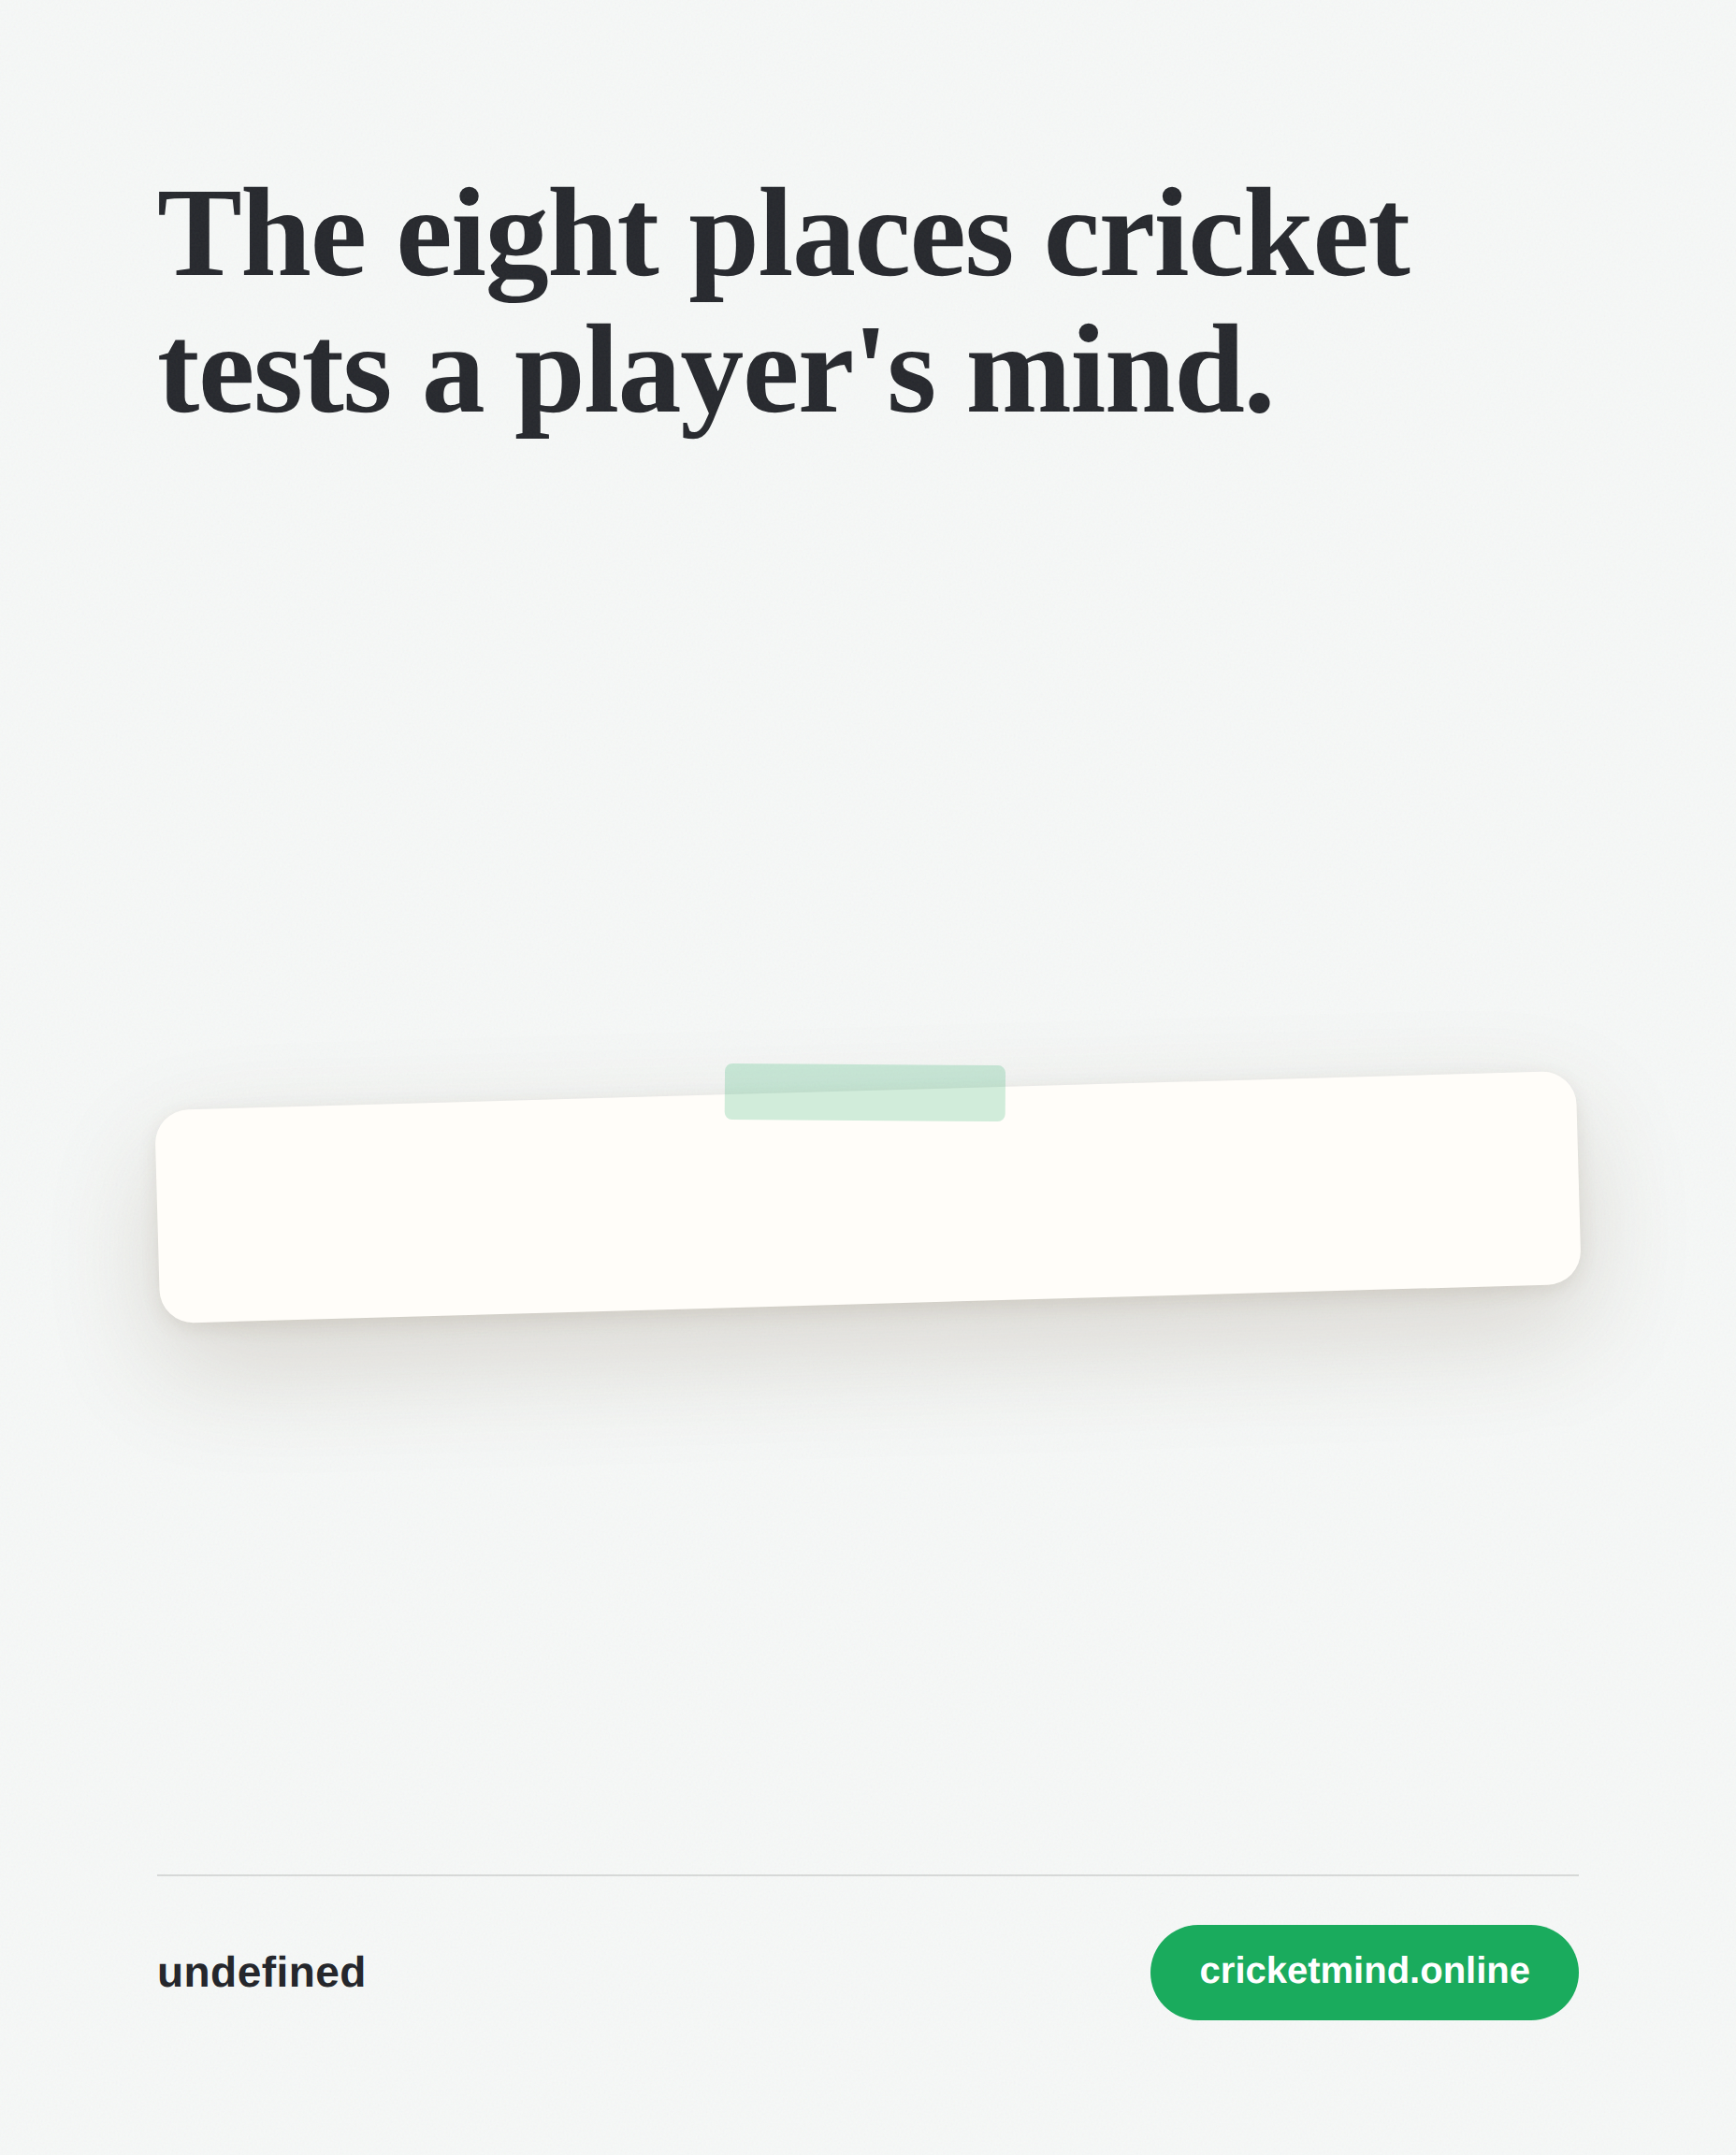 The eight places cricket
tests a player's mind.
undefined
cricketmind.online